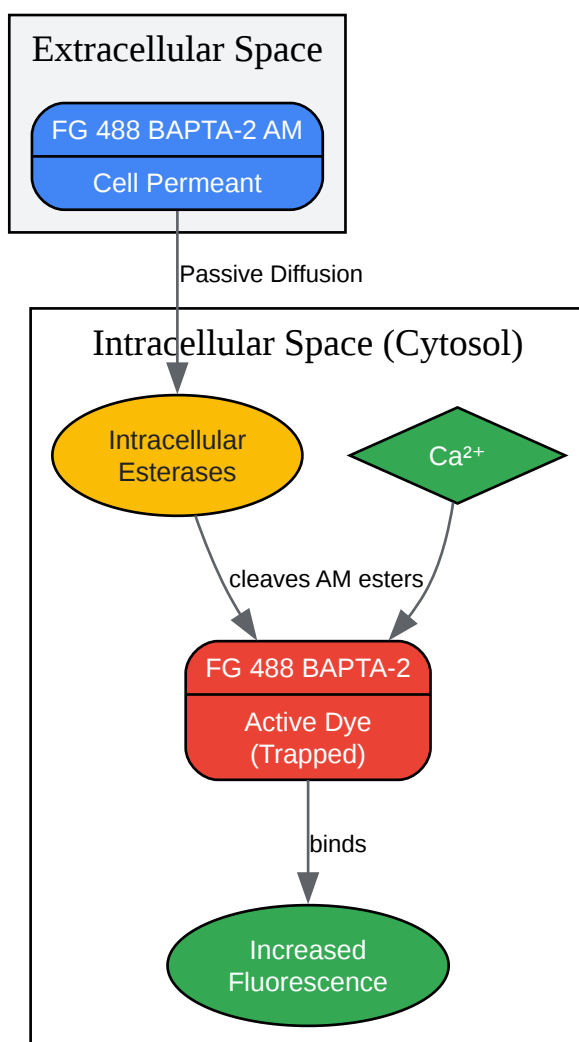 Extracellular Space
FG 488 BAPTA-2 AM
Cell Permeant
Passive Diffusion
Intracellular Space (Cytosol)
Intracellular
Esterases
Ca²⁺
cleaves AM esters
FG 488 BAPTA-2
Active Dye
(Trapped)
binds
Increased
Fluorescence